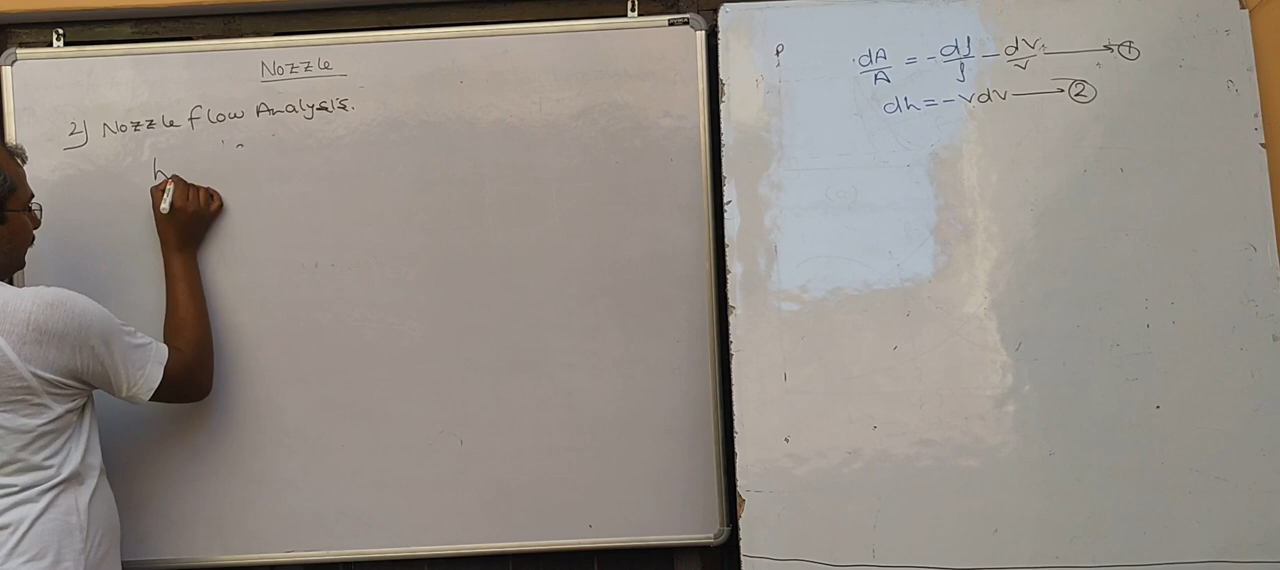 Nozzle
2) Nozzle flow Analysis.
h
ρ
dA/A = - dρ/ρ - dV/V ⟶ ①
dh = - vdv ⟶ ②